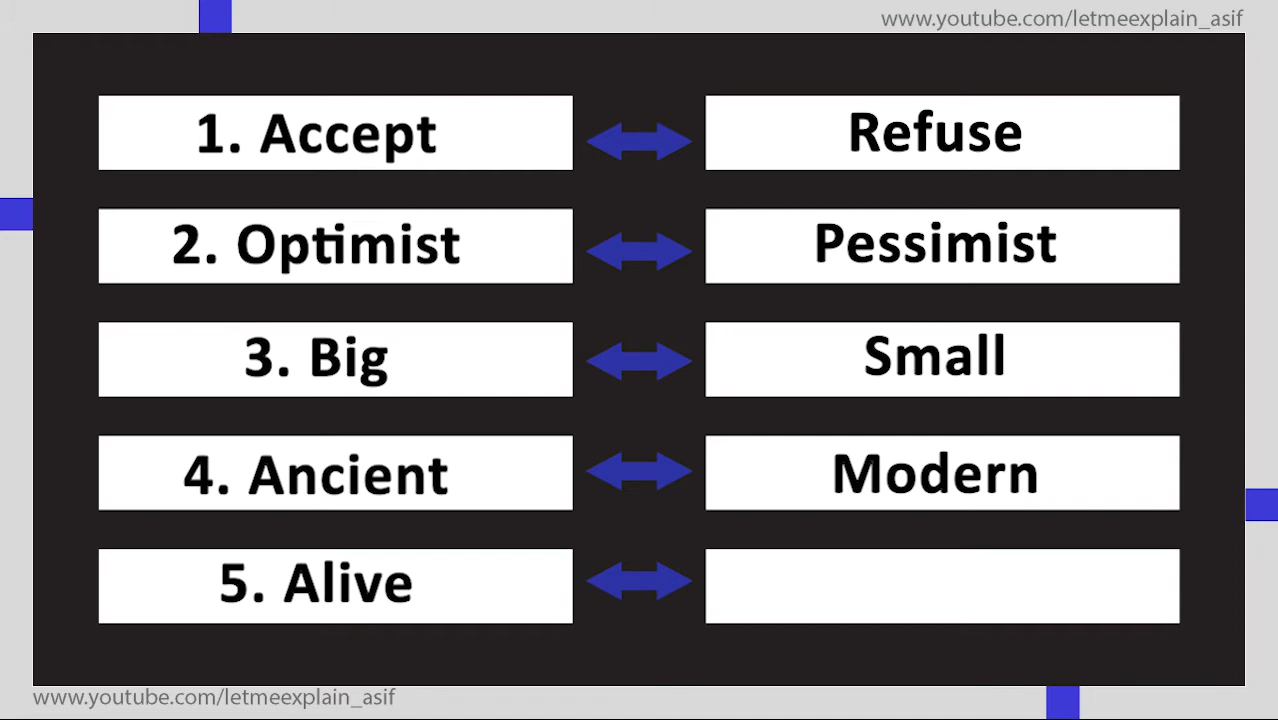 www.youtube.com/letmeexplain_asif
1. Accept
Refuse
2. Optimist
Pessimist
3. Big
Small
4. Ancient
Modern
5. Alive
www.youtube.com/letmeexplain_asif